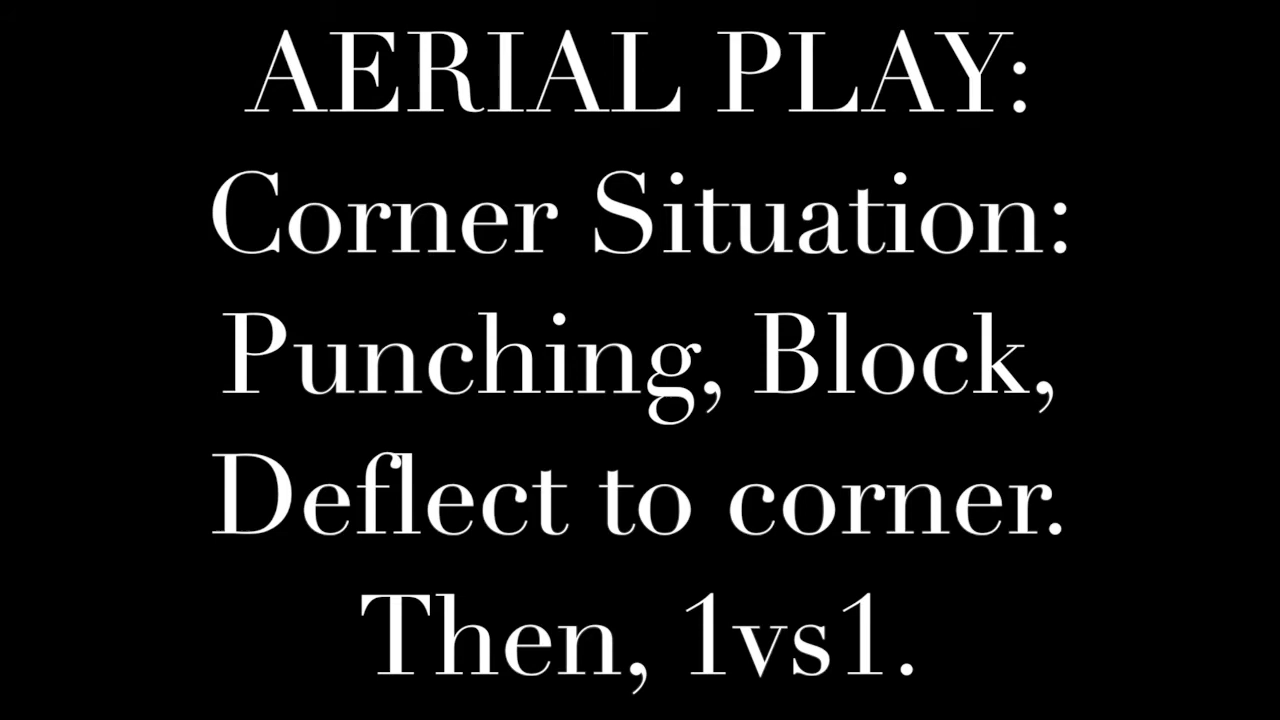 AERIAL PLAY:
Corner Situation:
Punching, Block,
Deflect to corner.
Then, 1vs1.